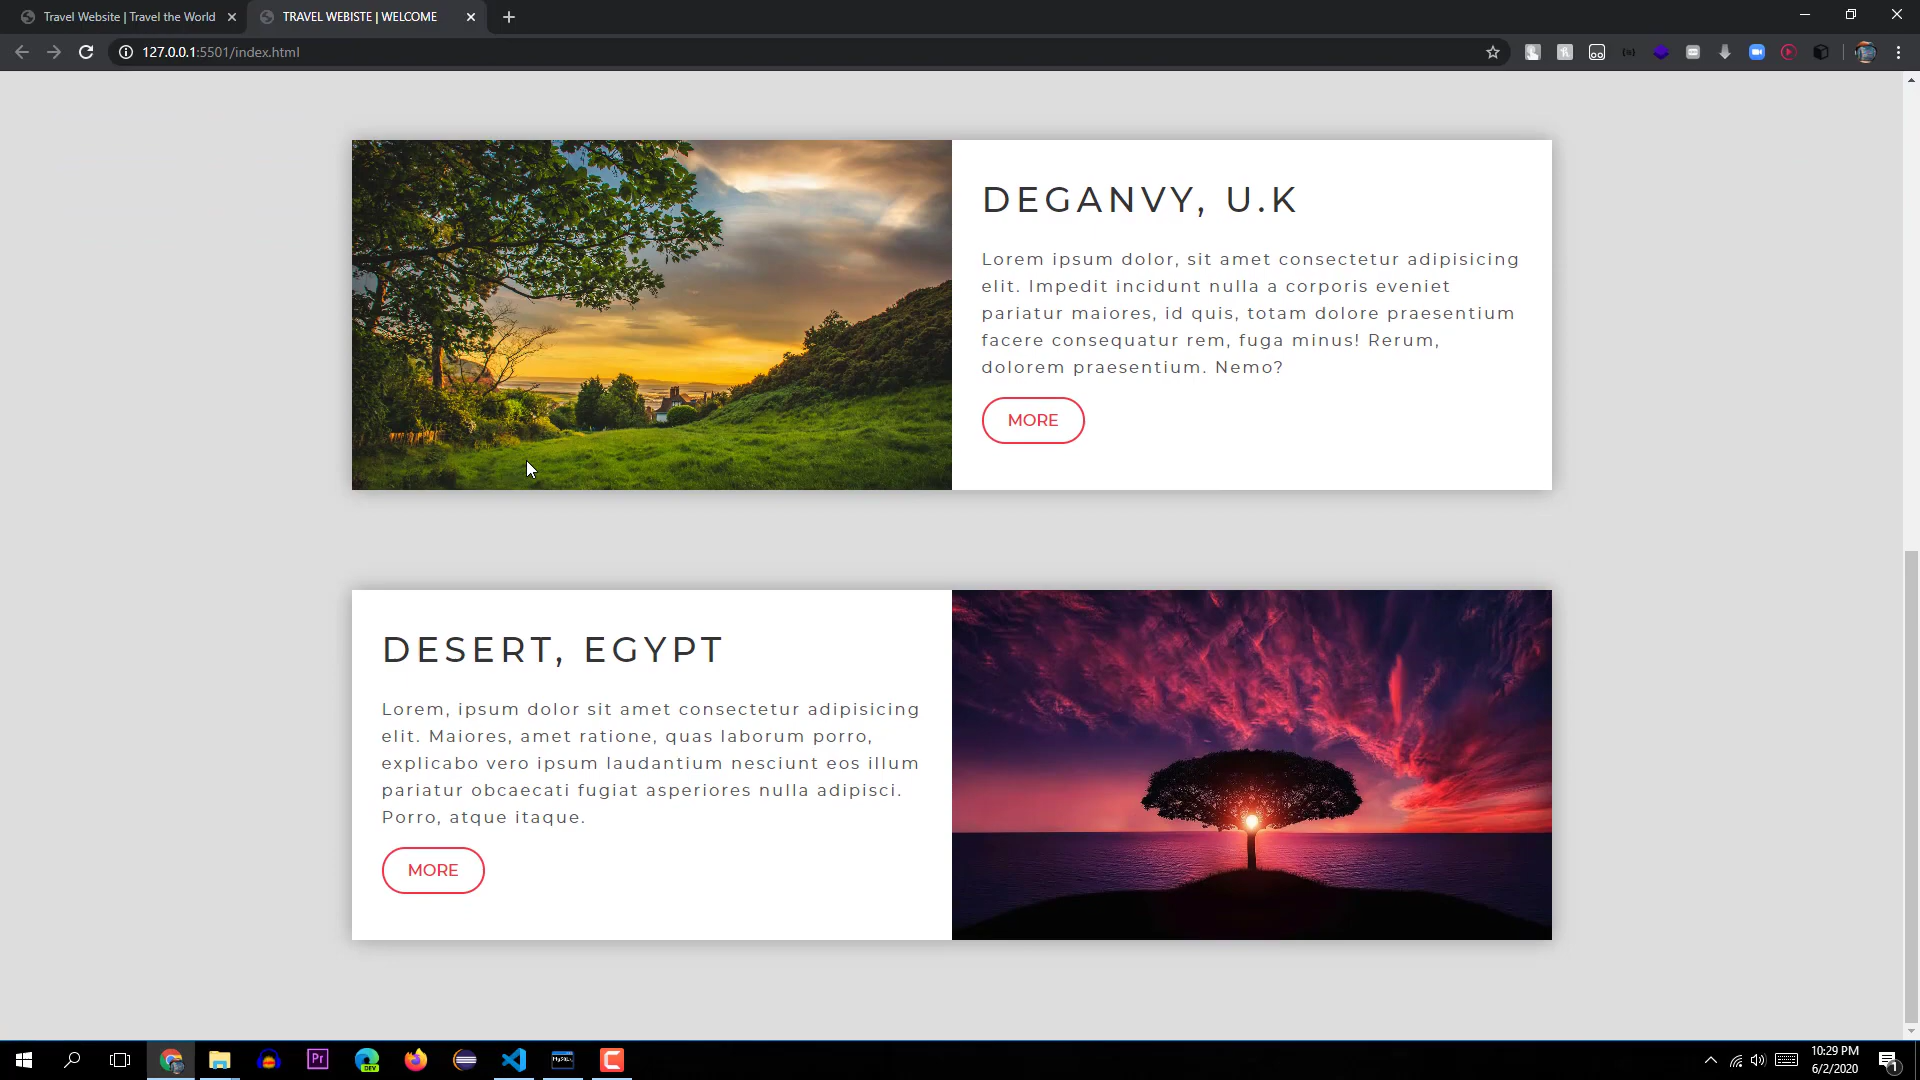 Travel Website | Travel the World
TRAVEL WEBISTE | WELCOME
127.0.0.1:5501/index.html
DEGANVY, U.K
Lorem ipsum dolor, sit amet consectetur adipisicing
elit. Impedit incidunt nulla a corporis eveniet
pariatur maiores, id quis, totam dolore praesentium
facere consequatur rem, fuga minus! Rerum,
dolorem praesentium. Nemo?
MORE
DESERT, EGYPT
Lorem, ipsum dolor sit amet consectetur adipisicing
elit. Maiores, amet ratione, quas laborum porro,
explicabo vero ipsum laudantium nesciunt eos illum
pariatur obcaecati fugiat asperiores nulla adipisci.
Porro, atque itaque.
MORE
Pr
DEV
MySQL
10:29 PM
6/2/2020
1